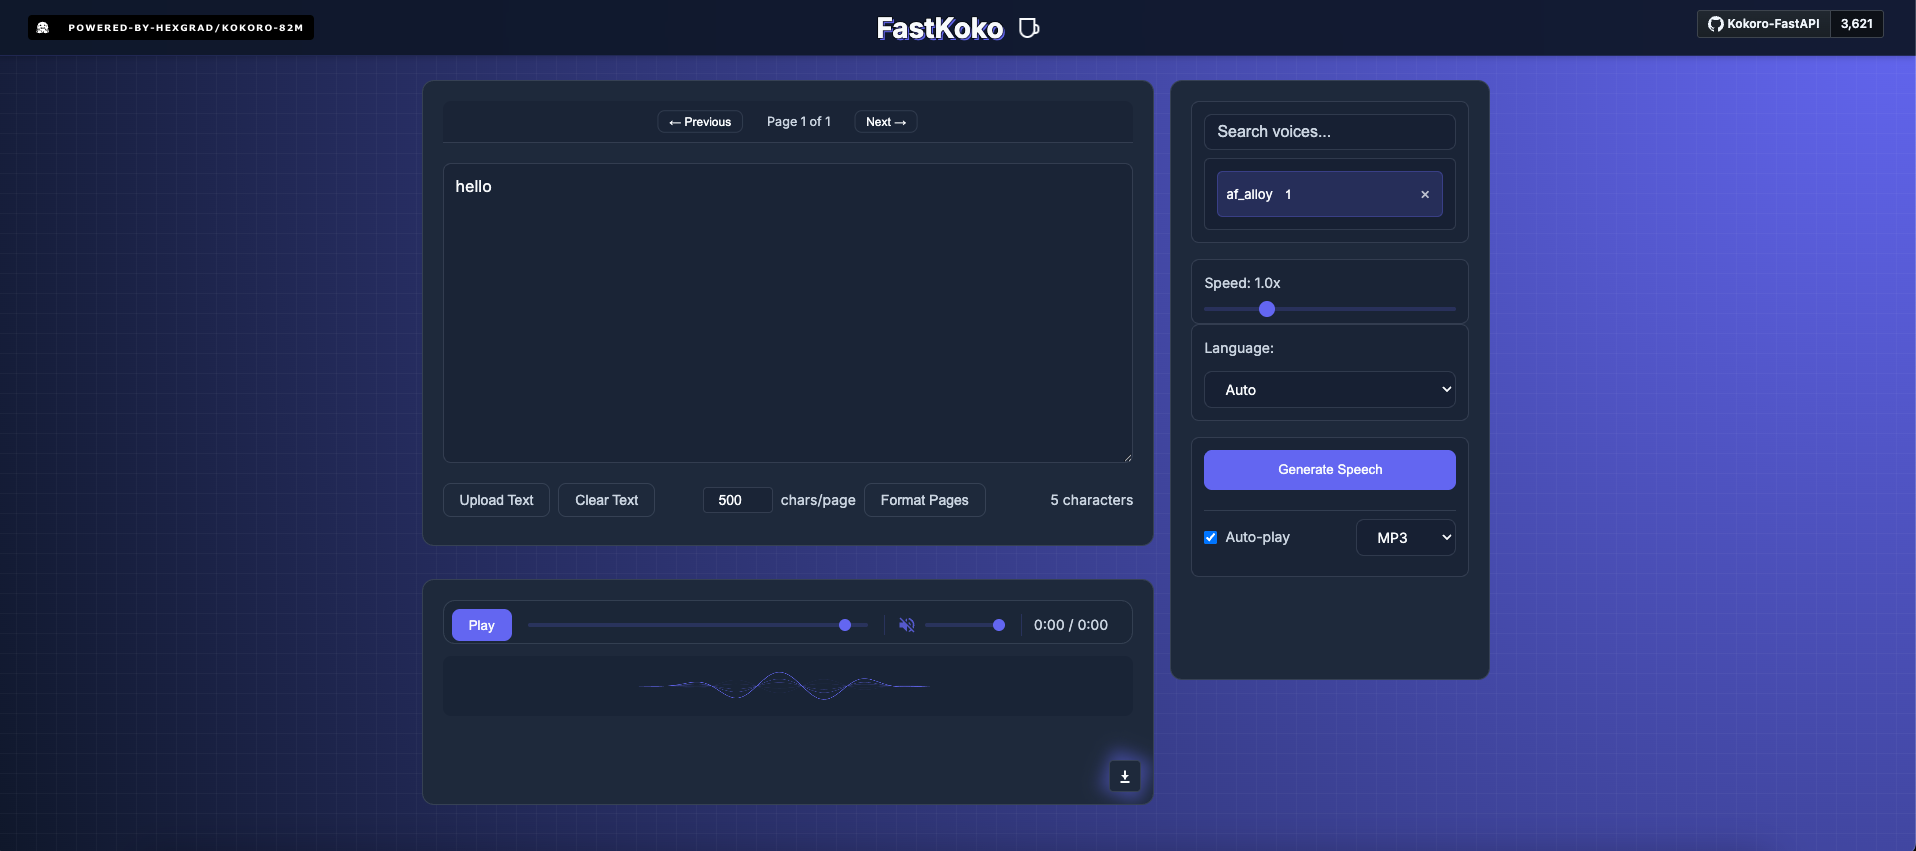 POWERED-BY-HEXGRAD/KOKORO-82M
FastKoko
Kokoro-FastAPI 3,621
← Previous Page 1 of 1 Next →
hello
Upload Text Clear Text 500 chars/page Format Pages 5 characters
Play 0:00 / 0:00
Search voices...
af_alloy 1 ×
Speed: 1.0x
Language:
Auto
Generate Speech
Auto-play MP3